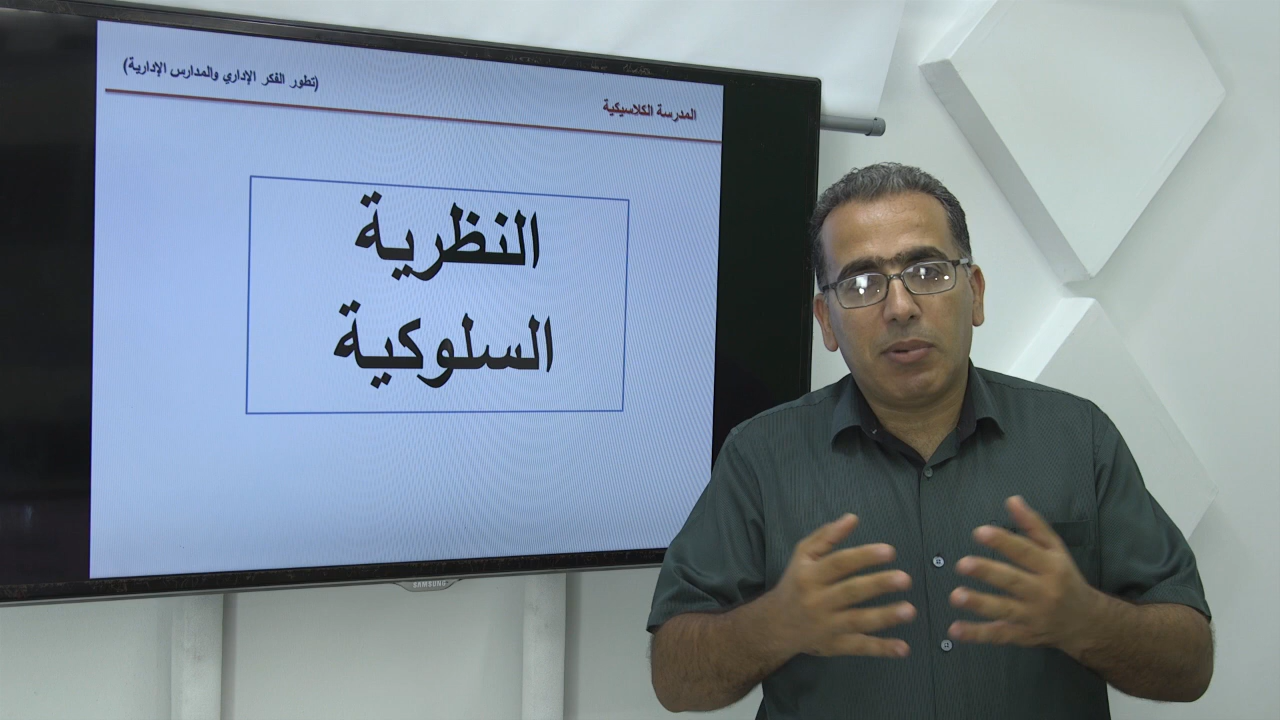 (تطور الفكر الإداري والمدارس الإدارية)
المدرسة الكلاسيكية
النظرية
السلوكية
SAMSUNG